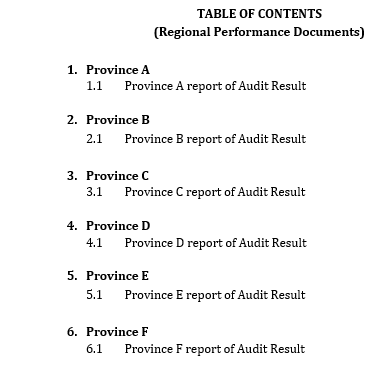 TABLE OF CONTENTS
(Regional Performance Documents)
1. Province A
1.1 Province A report of Audit Result
2. Province B
2.1 Province B report of Audit Result
3. Province C
3.1 Province C report of Audit Result
4. Province D
4.1 Province D report of Audit Result
5. Province E
5.1 Province E report of Audit Result
6. Province F
6.1 Province F report of Audit Result